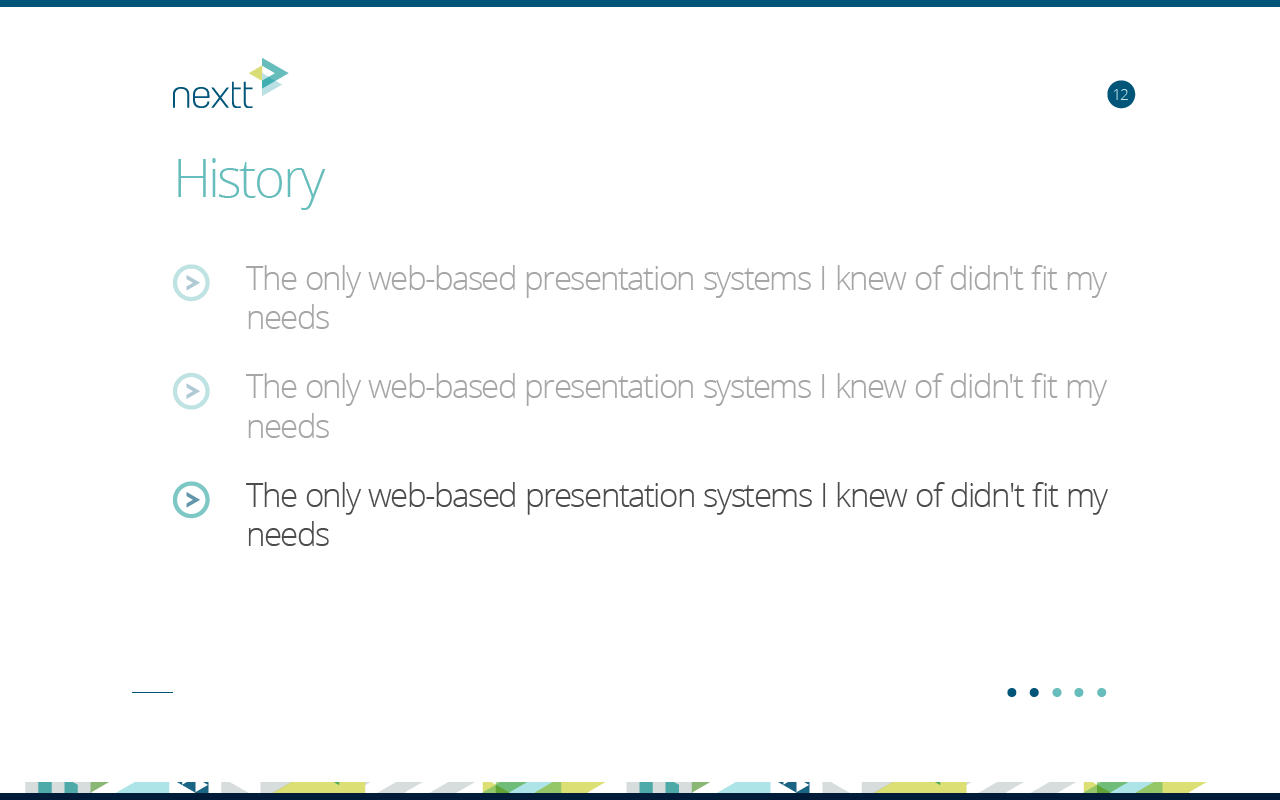 nextt
12
History
The only web-based presentation systems I knew of didn't fit my
needs
The only web-based presentation systems I knew of didn't fit my
needs
The only web-based presentation systems I knew of didn't fit my
needs